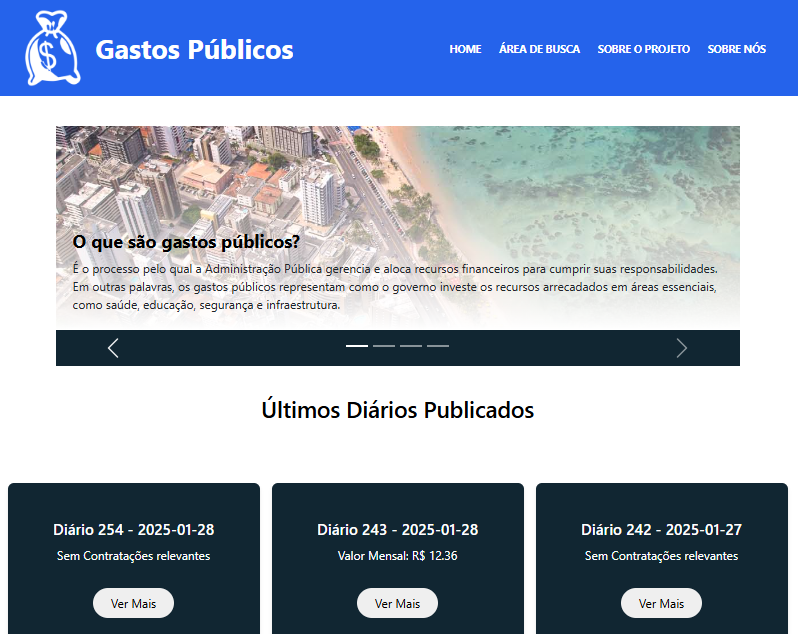 Gastos Públicos
HOME ÁREA DE BUSCA SOBRE O PROJETO SOBRE NÓS
O que são gastos públicos?
É o processo pelo qual a Administração Pública gerencia e aloca recursos financeiros para cumprir suas responsabilidades.
Em outras palavras, os gastos públicos representam como o governo investe os recursos arrecadados em áreas essenciais,
como saúde, educação, segurança e infraestrutura.
Últimos Diários Publicados
Diário 254 - 2025-01-28
Sem Contratações relevantes
Ver Mais
Diário 243 - 2025-01-28
Valor Mensal: R$ 12.36
Ver Mais
Diário 242 - 2025-01-27
Sem Contratações relevantes
Ver Mais